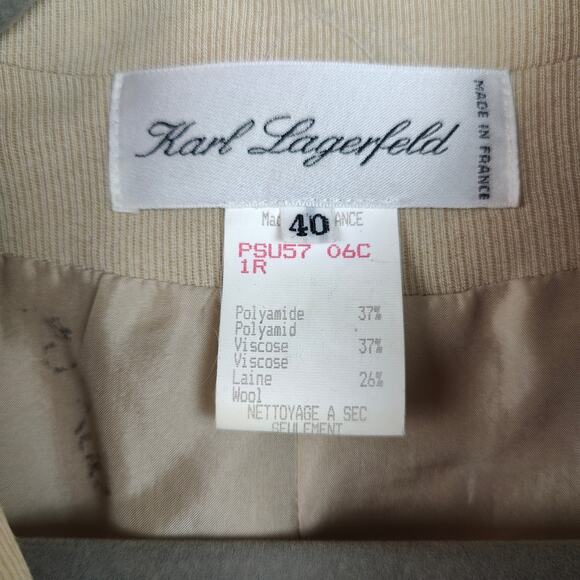 Karl Lagerfeld
MADE IN FRANCE
40
ANCE
PSU57 06C
1R
Polyamide 37%
Polyamid
Viscose 37%
Viscose
Laine 26%
Wool
NETTOYAGE A SEC
SEULEMENT